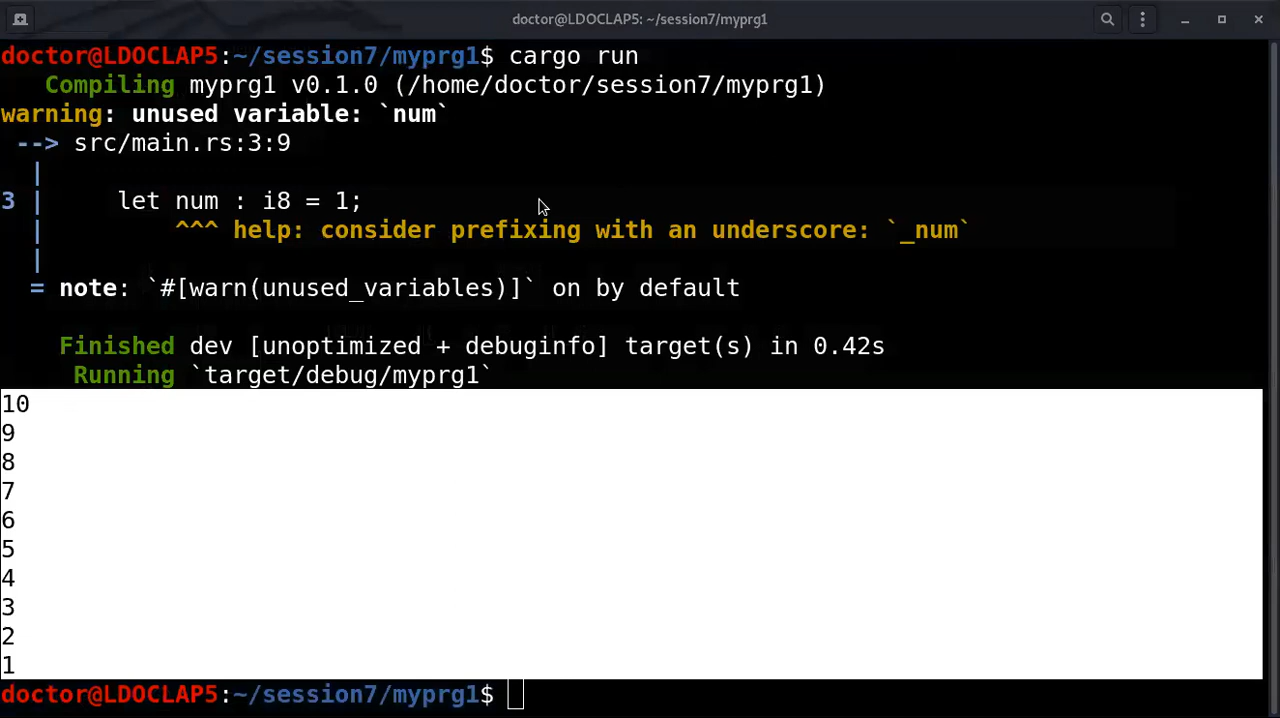 doctor@LDOCLAP5: ~/session7/myprg1
doctor@LDOCLAP5:~/session7/myprg1$ cargo run
   Compiling myprg1 v0.1.0 (/home/doctor/session7/myprg1)
warning: unused variable: `num`
 --> src/main.rs:3:9
  |
3 |     let num : i8 = 1;
  |         ^^^ help: consider prefixing with an underscore: `_num`
  |
  = note: `#[warn(unused_variables)]` on by default
    Finished dev [unoptimized + debuginfo] target(s) in 0.42s
     Running `target/debug/myprg1`
10
9
8
7
6
5
4
3
2
1
doctor@LDOCLAP5:~/session7/myprg1$